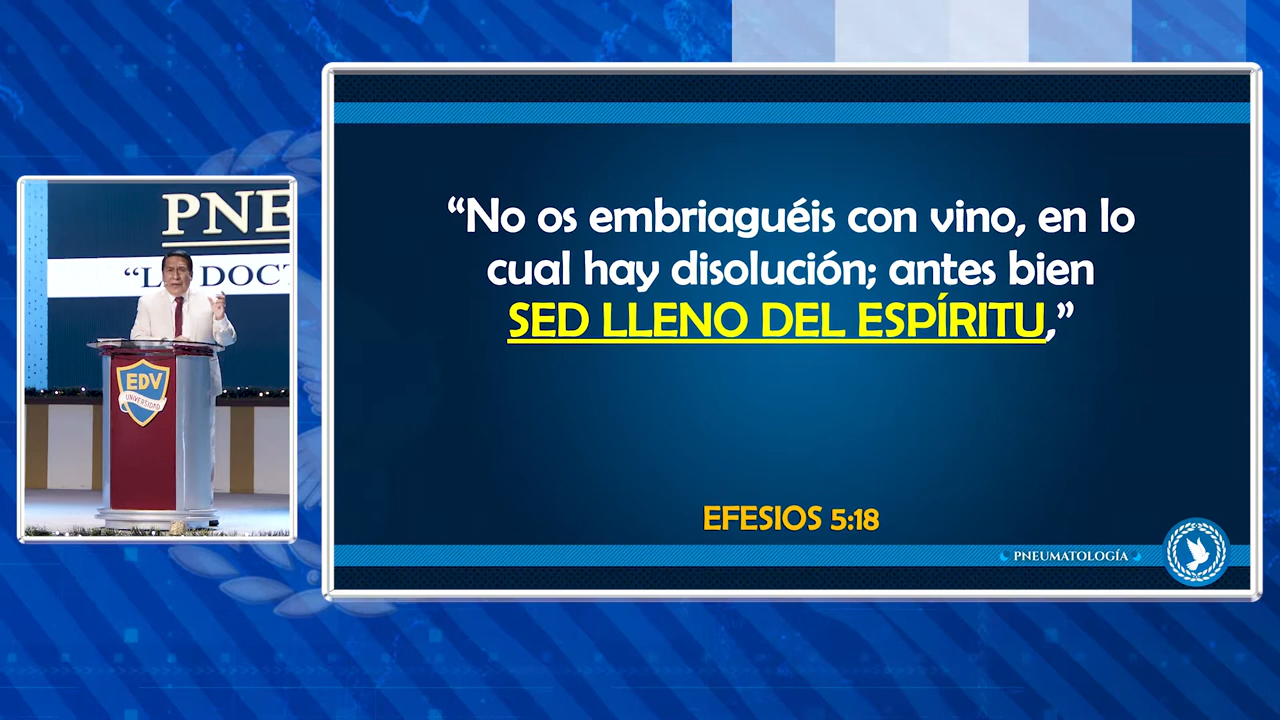 PNE
“LA DOCT
EDV
UNIVERSIDAD
“No os embriaguéis con vino, en lo
cual hay disolución; antes bien
SED LLENO DEL ESPÍRITU,”
EFESIOS 5:18
PNEUMATOLOGÍA